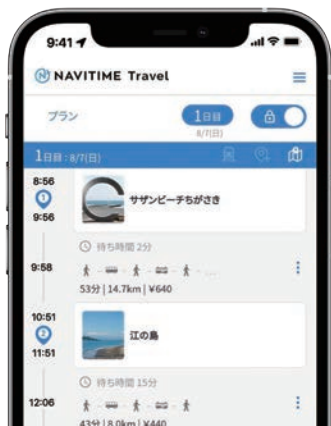 9:41
NAVITIME Travel
プラン
1日目
8/7(日)
1日目:8/7(日)
8:56
1
9:56
サザンビーチちがさき
待ち時間 2分
9:58
53分 | 14.7km | ¥640
10:51
2
11:51
江の島
待ち時間 15分
12:06
43分 | 8.0km | ¥440